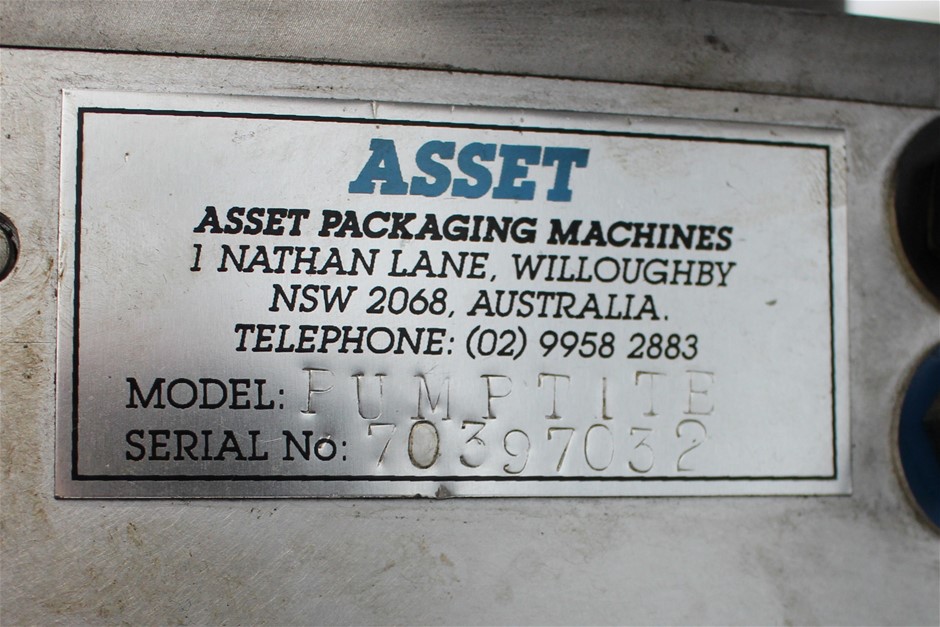 ASSET
ASSET PACKAGING MACHINES
1 NATHAN LANE, WILLOUGHBY
NSW 2068, AUSTRALIA.
TELEPHONE: (02) 9958 2883
MODEL: PUMPTITE
SERIAL No: 70397032